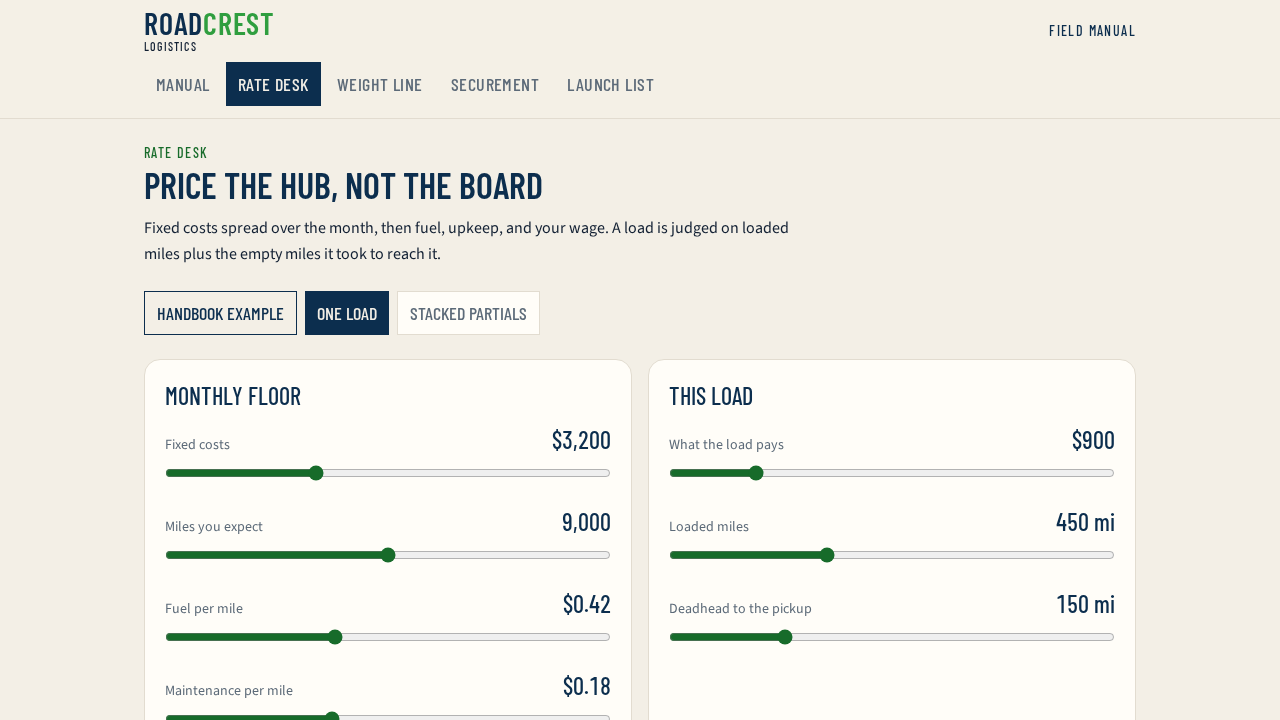 ROADCREST
LOGISTICS
FIELD MANUAL
MANUAL
RATE DESK
WEIGHT LINE
SECUREMENT
LAUNCH LIST
RATE DESK
PRICE THE HUB, NOT THE BOARD
Fixed costs spread over the month, then fuel, upkeep, and your wage. A load is judged on loaded
miles plus the empty miles it took to reach it.
HANDBOOK EXAMPLE
ONE LOAD
STACKED PARTIALS
MONTHLY FLOOR
Fixed costs $3,200
Miles you expect 9,000
Fuel per mile $0.42
Maintenance per mile $0.18
THIS LOAD
What the load pays $900
Loaded miles 450 mi
Deadhead to the pickup 150 mi